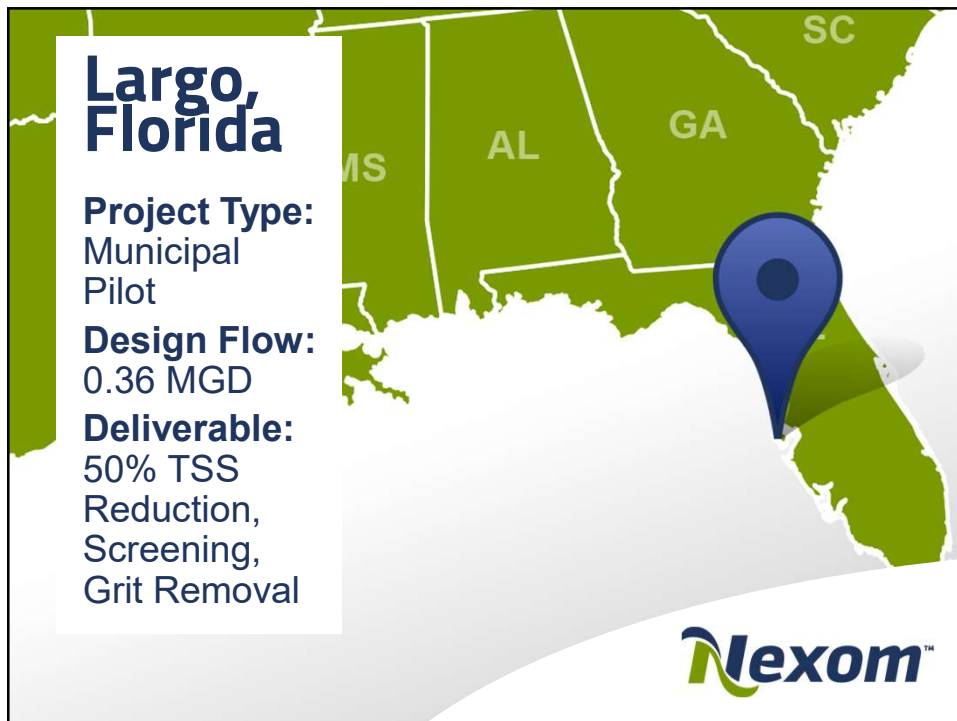 Largo,
Florida
Project Type:
Municipal
Pilot
Design Flow:
0.36 MGD
Deliverable:
50% TSS
Reduction,
Screening,
Grit Removal
SC
GA
AL
MS
Nexom™